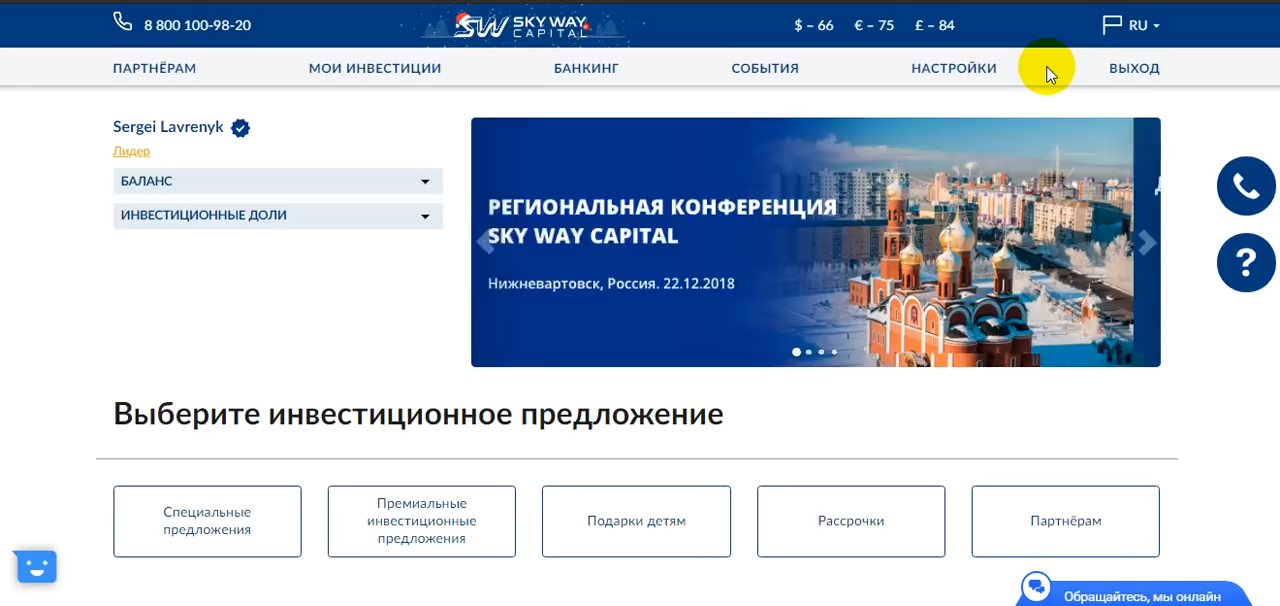 8 800 100-98-20
SW SKY WAY
CAPITAL
$ – 66 € – 75 £ – 84
RU
ПАРТНЁРАМ МОИ ИНВЕСТИЦИИ БАНКИНГ СОБЫТИЯ НАСТРОЙКИ ВЫХОД
Sergei Lavrenyk
Лидер
БАЛАНС
ИНВЕСТИЦИОННЫЕ ДОЛИ
РЕГИОНАЛЬНАЯ КОНФЕРЕНЦИЯ
SKY WAY CAPITAL
Нижневартовск, Россия. 22.12.2018
?
Выберите инвестиционное предложение
Специальные
предложения
Премиальные
инвестиционные
предложения
Подарки детям
Рассрочки
Партнёрам
Обращайтесь, мы онлайн